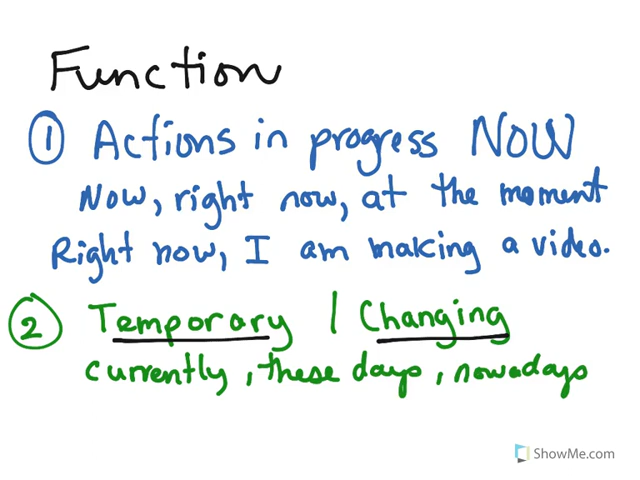 Function
① Actions in progress NOW
Now, right now, at the moment
Right now, I am making a video.
② Temporary | Changing
currently, these days, nowadays
ShowMe.com